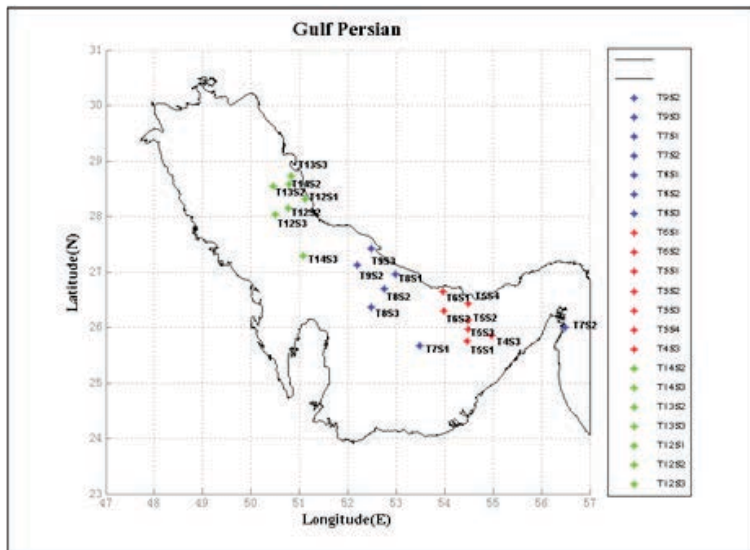 Gulf Persian
31
30
29
28
27
26
25
24
23
47
48
49
50
51
52
53
54
55
56
57
Latitude(N)
Longitude(E)
T13S3
T14S2
T13S2
T12S1
T12S2
T12S3
T14S3
T9S3
T9S2
T8S1
T8S2
T8S3
T7S1
T7S2
T6S1
T5S4
T6S2
T5S2
T5S3
T4S3
T5S1
T9S2
T9S3
T7S1
T7S2
T8S1
T8S2
T8S3
T6S1
T6S2
T5S1
T5S2
T5S3
T5S4
T4S3
T14S2
T14S3
T13S2
T13S3
T12S1
T12S2
T12S3